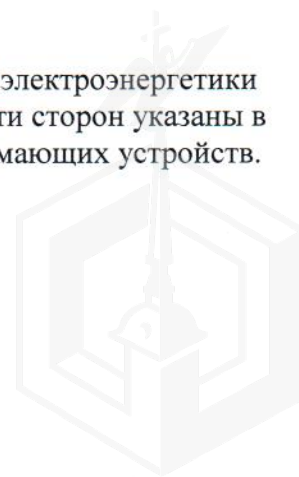 электроэнергетики
ти сторон указаны в
мающих устройств.